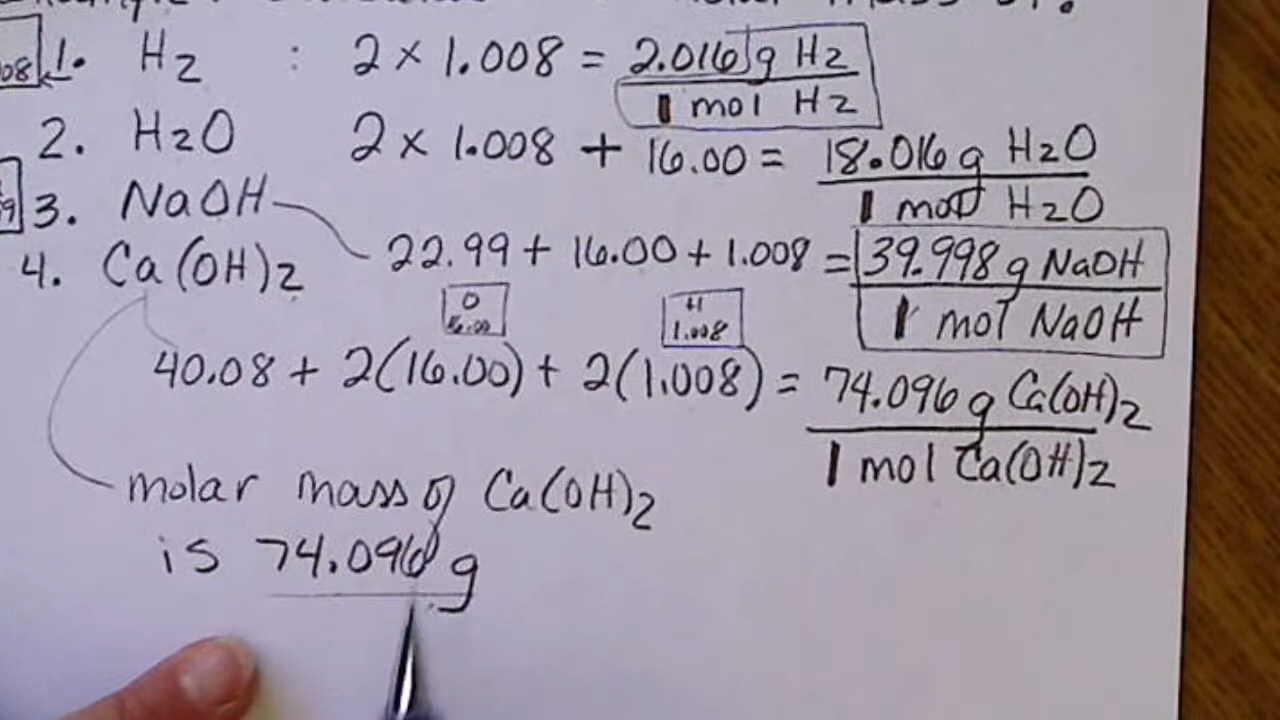 08 1. H2 : 2 × 1.008 = 2.016 g H2
1 mol H2
2. H2O 2 × 1.008 + 16.00 = 18.016 g H2O
1 mol H2O
3. NaOH 22.99 + 16.00 + 1.008 = 39.998 g NaOH
1 mol NaOH
4. Ca(OH)2
O
16.00
H
1.008
40.08 + 2(16.00) + 2(1.008) = 74.096 g Ca(OH)2
1 mol Ca(OH)2
molar mass of Ca(OH)2
is 74.096 g